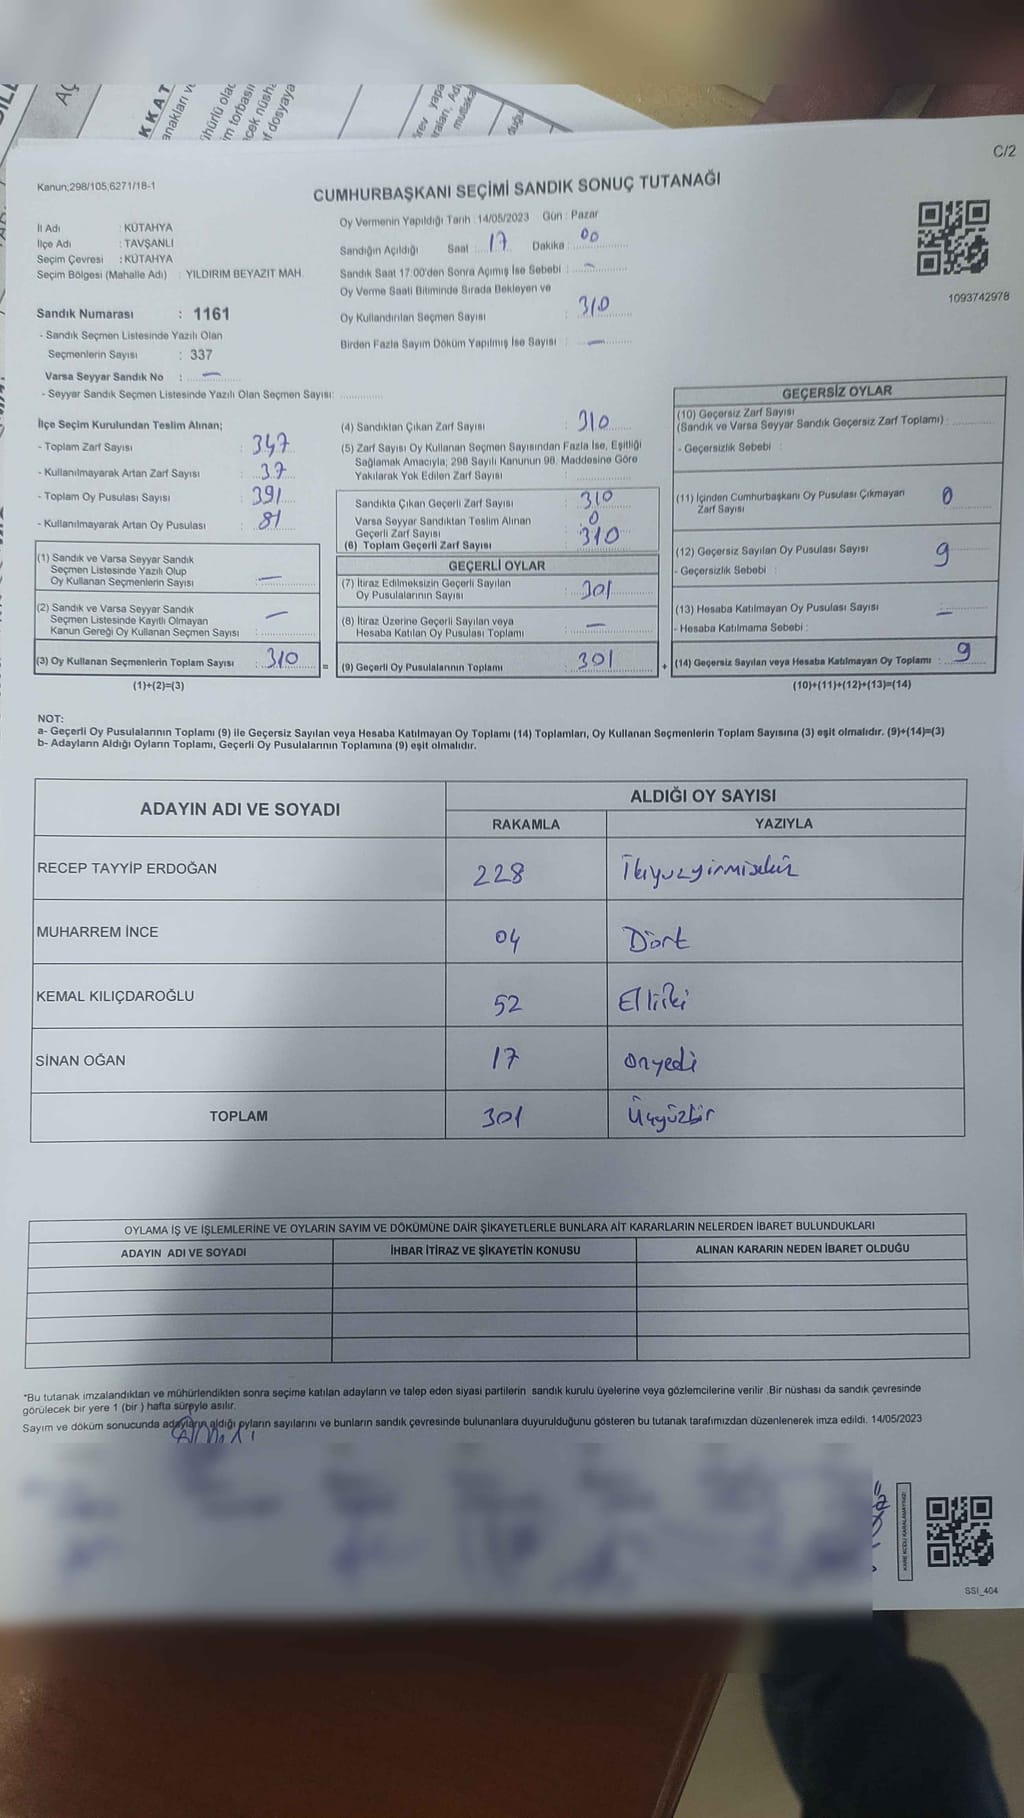 KKAT
C/2
Kanun;298/105,6271/18-1
CUMHURBAŞKANI SEÇİMİ SANDIK SONUÇ TUTANAĞI
İl Adı : KÜTAHYA
İlçe Adı : TAVŞANLI
Seçim Çevresi : KÜTAHYA
Seçim Bölgesi (Mahalle Adı) : YILDIRIM BEYAZIT MAH.
Oy Vermenin Yapıldığı Tarih : 14/05/2023 Gün : Pazar
Sandığın Açıldığı Saat : 17 Dakika : 00
Sandık Saat 17.00'den Sonra Açımış İse Sebebi : –
Oy Verme Saati Bitiminde Sırada Bekleyen ve
Oy Kullandırılan Seçmen Sayısı : 310
Birden Fazla Sayım Döküm Yapılmış İse Sayısı : –
1093742978
Sandık Numarası : 1161
- Sandık Seçmen Listesinde Yazılı Olan
Seçmenlerin Sayısı : 337
Varsa Seyyar Sandık No : –
- Seyyar Sandık Seçmen Listesinde Yazılı Olan Seçmen Sayısı:
İlçe Seçim Kurulundan Teslim Alınan;
- Toplam Zarf Sayısı : 347
- Kullanılmayarak Artan Zarf Sayısı : 37
- Toplam Oy Pusulası Sayısı : 391
- Kullanılmayarak Artan Oy Pusulası : 81
(1) Sandık ve Varsa Seyyar Sandık
Seçmen Listesinde Yazılı Olup
Oy Kullanan Seçmenlerin Sayısı : –
(2) Sandık ve Varsa Seyyar Sandık
Seçmen Listesinde Kayıtlı Olmayan
Kanun Gereği Oy Kullanan Seçmen Sayısı : –
(3) Oy Kullanan Seçmenlerin Toplam Sayısı : 310 =
(1)+(2)=(3)
(4) Sandıktan Çıkan Zarf Sayısı : 310
(5) Zarf Sayısı Oy Kullanan Seçmen Sayısından Fazla İse, Eşitliği
Sağlamak Amacıyla; 298 Sayılı Kanunun 98. Maddesine Göre
Yakılarak Yok Edilen Zarf Sayısı :
Sandıkta Çıkan Geçerli Zarf Sayısı : 310
Varsa Seyyar Sandıktan Teslim Alınan
Geçerli Zarf Sayısı : 0
(6) Toplam Geçerli Zarf Sayısı : 310
GEÇERLİ OYLAR
(7) İtiraz Edilmeksizin Geçerli Sayılan
Oy Pusulalarının Sayısı : 301
(8) İtiraz Üzerine Geçerli Sayılan veya
Hesaba Katılan Oy Pusulası Toplamı : –
(9) Geçerli Oy Pusulalarının Toplamı : 301 +
GEÇERSİZ OYLAR
(10) Geçersiz Zarf Sayısı
(Sandık ve Varsa Seyyar Sandık Geçersiz Zarf Toplamı) :
- Geçersizlik Sebebi :
(11) İçinden Cumhurbaşkanı Oy Pusulası Çıkmayan
Zarf Sayısı 0
(12) Geçersiz Sayılan Oy Pusulası Sayısı 9
- Geçersizlik Sebebi :
(13) Hesaba Katılmayan Oy Pusulası Sayısı : –
- Hesaba Katılmama Sebebi :
(14) Geçersiz Sayılan veya Hesaba Katılmayan Oy Toplamı : 9
(10)+(11)+(12)+(13)=(14)
NOT:
a- Geçerli Oy Pusulalarının Toplamı (9) ile Geçersiz Sayılan veya Hesaba Katılmayan Oy Toplamı (14) Toplamları, Oy Kullanan Seçmenlerin Toplam Sayısına (3) eşit olmalıdır. (9)+(14)=(3)
b- Adayların Aldığı Oyların Toplamı, Geçerli Oy Pusulalarının Toplamına (9) eşit olmalıdır.
ADAYIN ADI VE SOYADI ALDIĞI OY SAYISI
RAKAMLA YAZIYLA
RECEP TAYYİP ERDOĞAN 228 İkiyüzyirmisekiz
MUHARREM İNCE 04 Dört
KEMAL KILIÇDAROĞLU 52 Elliiki
SİNAN OĞAN 17 onyedi
TOPLAM 301 Üçyüzbir
OYLAMA İŞ VE İŞLEMLERİNE VE OYLARIN SAYIM VE DÖKÜMÜNE DAİR ŞİKAYETLERLE BUNLARA AİT KARARLARIN NELERDEN İBARET BULUNDUKLARI
ADAYIN ADI VE SOYADI İHBAR İTİRAZ VE ŞİKAYETİN KONUSU ALINAN KARARIN NEDEN İBARET OLDUĞU
*Bu tutanak imzalandıktan ve mühürlendikten sonra seçime katılan adayların ve talep eden siyasi partilerin sandık kurulu üyelerine veya gözlemcilerine verilir .Bir nüshası da sandık çevresinde
görülecek bir yere 1 (bir ) hafta süreyle asılır.
Sayım ve döküm sonucunda adayların aldığı oyların sayılarını ve bunların sandık çevresinde bulunanlara duyurulduğunu gösteren bu tutanak tarafımızdan düzenlenerek imza edildi. 14/05/2023
KARE KODU KARALAMAYINIZ!
SSI_404